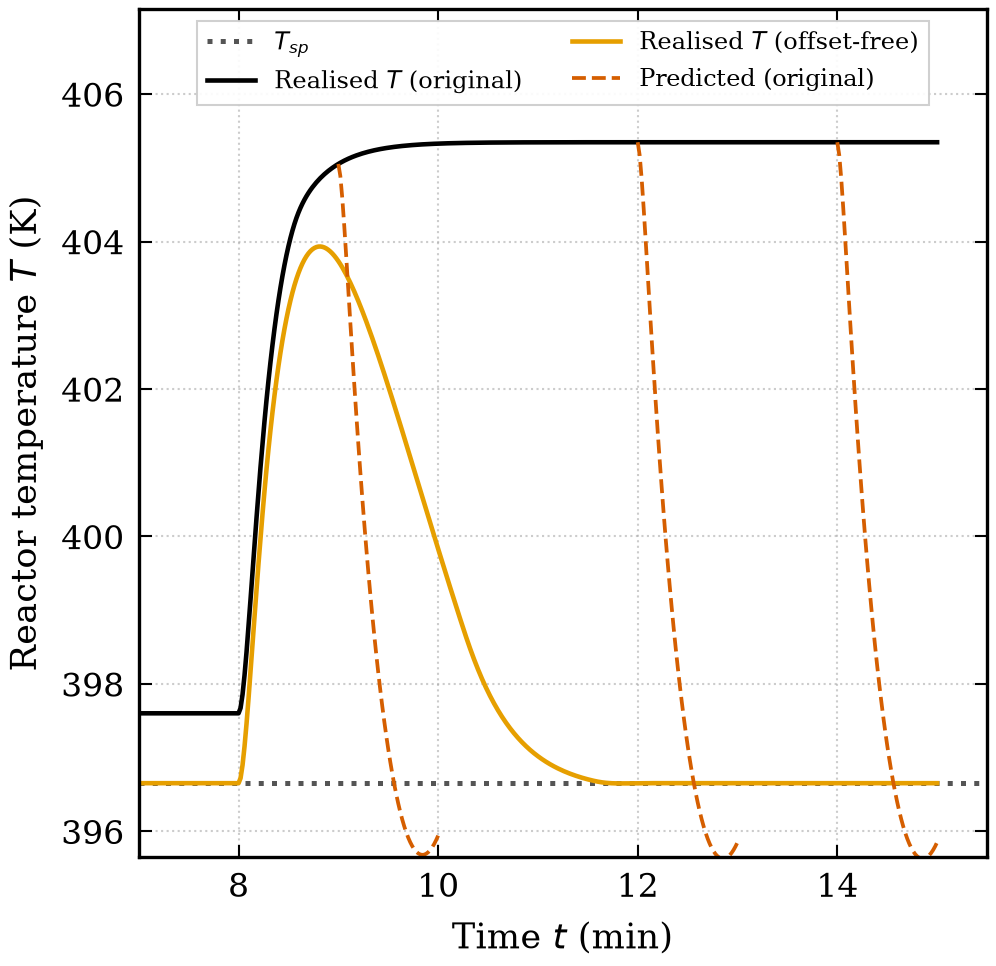 T_sp
Realised T (original)
Realised T (offset-free)
Predicted (original)
406
404
402
400
398
396
Reactor temperature T (K)
8 10 12 14
Time t (min)